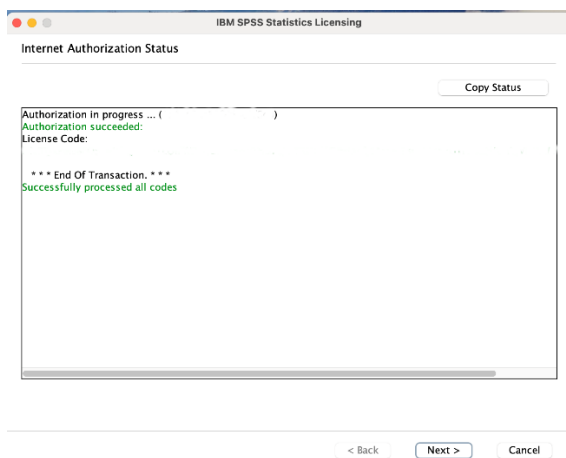 IBM SPSS Statistics Licensing
Internet Authorization Status
Copy Status
Authorization in progress ... ( )
Authorization succeeded:
License Code:
* * * End Of Transaction. * * *
Successfully processed all codes
< Back Next > Cancel